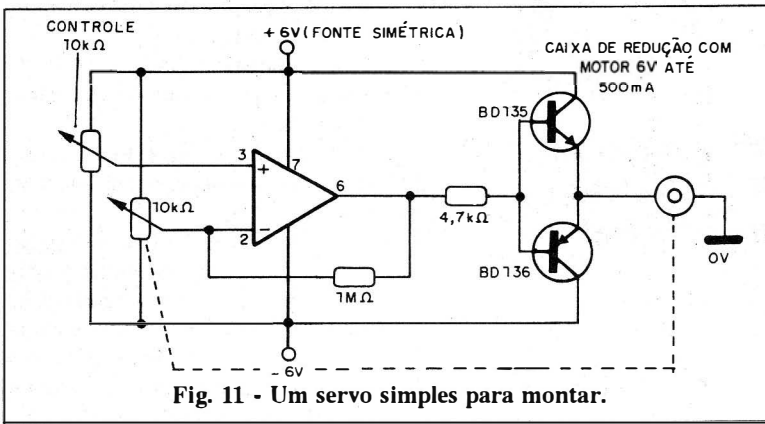 CONTROLE
10kΩ
+ 6V (FONTE SIMÉTRICA)
CAIXA DE REDUÇÃO COM
MOTOR 6V ATÉ
500mA
BD135
3
+
7
6
10kΩ
-
2
4,7kΩ
1MΩ
BD136
0V
- 6V
Fig. 11 - Um servo simples para montar.